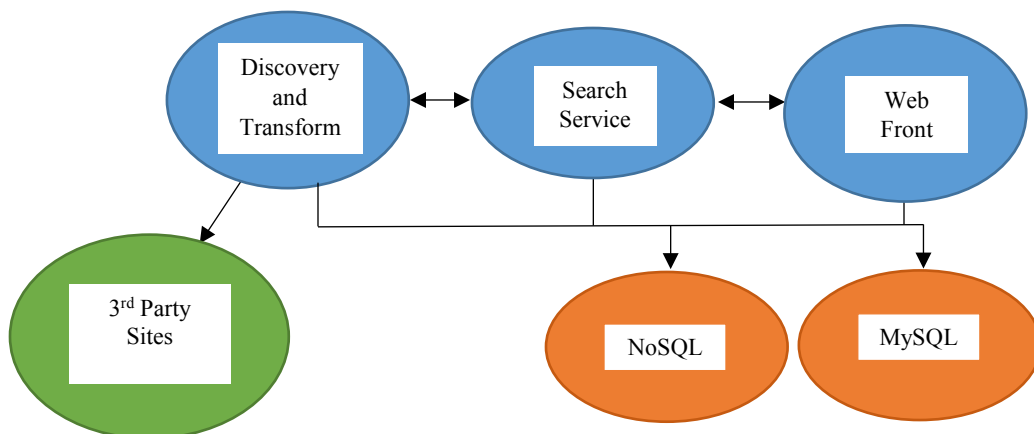 Discovery
and
Transform
Search
Service
Web
Front
3rd Party
Sites
NoSQL
MySQL